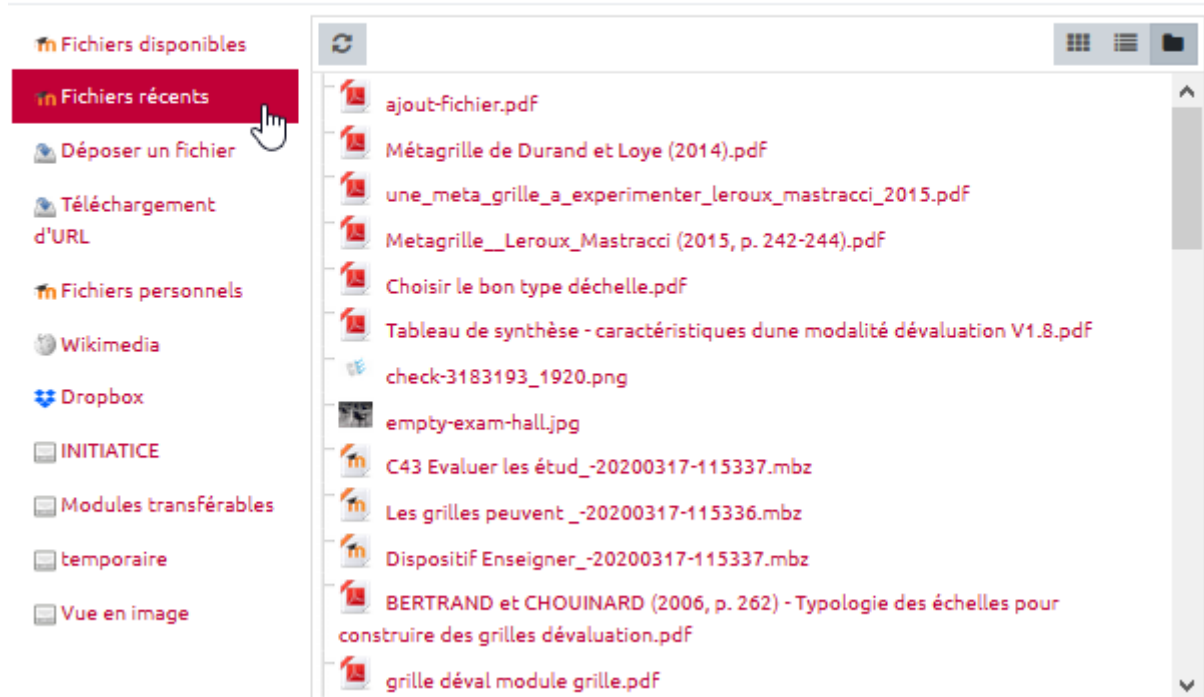 Fichiers disponibles
Fichiers récents
Déposer un fichier
Téléchargement
d'URL
Fichiers personnels
Wikimedia
Dropbox
INITIATICE
Modules transférables
temporaire
Vue en image
ajout-fichier.pdf
Métagrille de Durand et Loye (2014).pdf
une_meta_grille_a_experimenter_leroux_mastracci_2015.pdf
Metagrille__Leroux_Mastracci (2015, p. 242-244).pdf
Choisir le bon type déchelle.pdf
Tableau de synthèse - caractéristiques dune modalité dévaluation V1.8.pdf
check-3183193_1920.png
empty-exam-hall.jpg
C43 Evaluer les étud_-20200317-115337.mbz
Les grilles peuvent _-20200317-115336.mbz
Dispositif Enseigner_-20200317-115337.mbz
BERTRAND et CHOUINARD (2006, p. 262) - Typologie des échelles pour
construire des grilles dévaluation.pdf
grille déval module grille.pdf